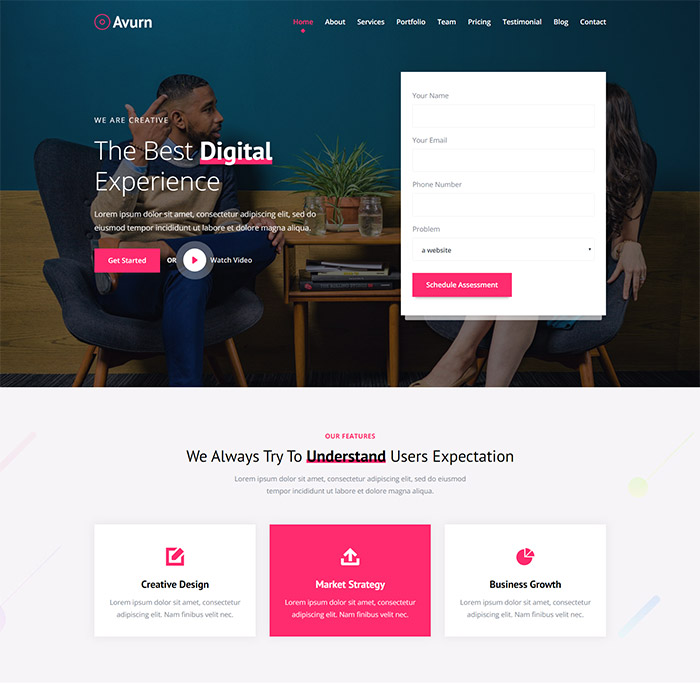 Avurn
Home About Services Portfolio Team Pricing Testimonial Blog Contact
WE ARE CREATIVE
The Best Digital
Experience
Lorem ipsum dolor sit amet, consectetur adipiscing elit, sed do
eiusmod tempor incididunt ut labore et dolore magna aliqua.
Get Started OR Watch Video
Your Name
Your Email
Phone Number
Problem
a website
Schedule Assessment
OUR FEATURES
We Always Try To Understand Users Expectation
Lorem ipsum dolor sit amet, consectetur adipiscing elit, sed do eiusmod
tempor incididunt ut labore et dolore magna aliqua.
Creative Design
Lorem ipsum dolor sit amet, consectetur
adipiscing elit. Nam finibus velit nec.
Market Strategy
Lorem ipsum dolor sit amet, consectetur
adipiscing elit. Nam finibus velit nec.
Business Growth
Lorem ipsum dolor sit amet, consectetur
adipiscing elit. Nam finibus velit nec.